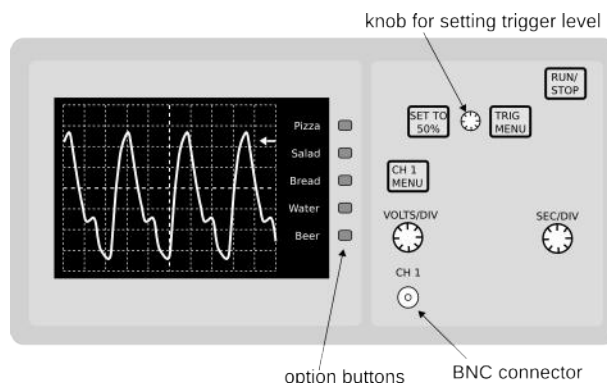 knob for setting trigger level
RUN/
STOP
SET TO
50%
TRIG
MENU
Pizza
Salad
Bread
Water
Beer
CH 1
MENU
VOLTS/DIV
SEC/DIV
CH 1
option buttons
BNC connector